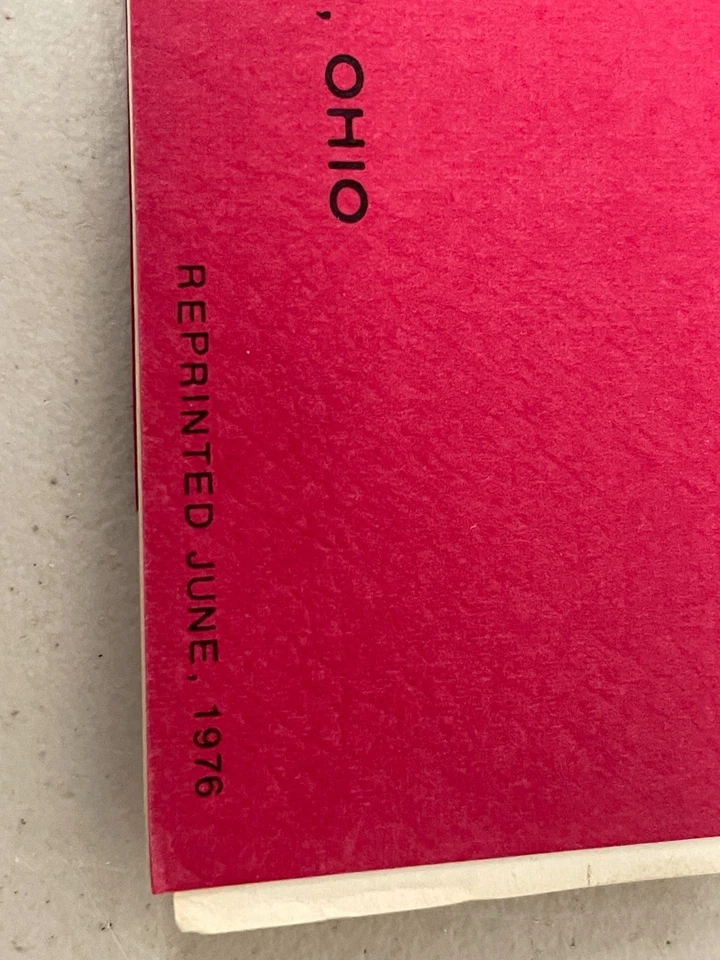 , OHIO
REPRINTED JUNE, 1976